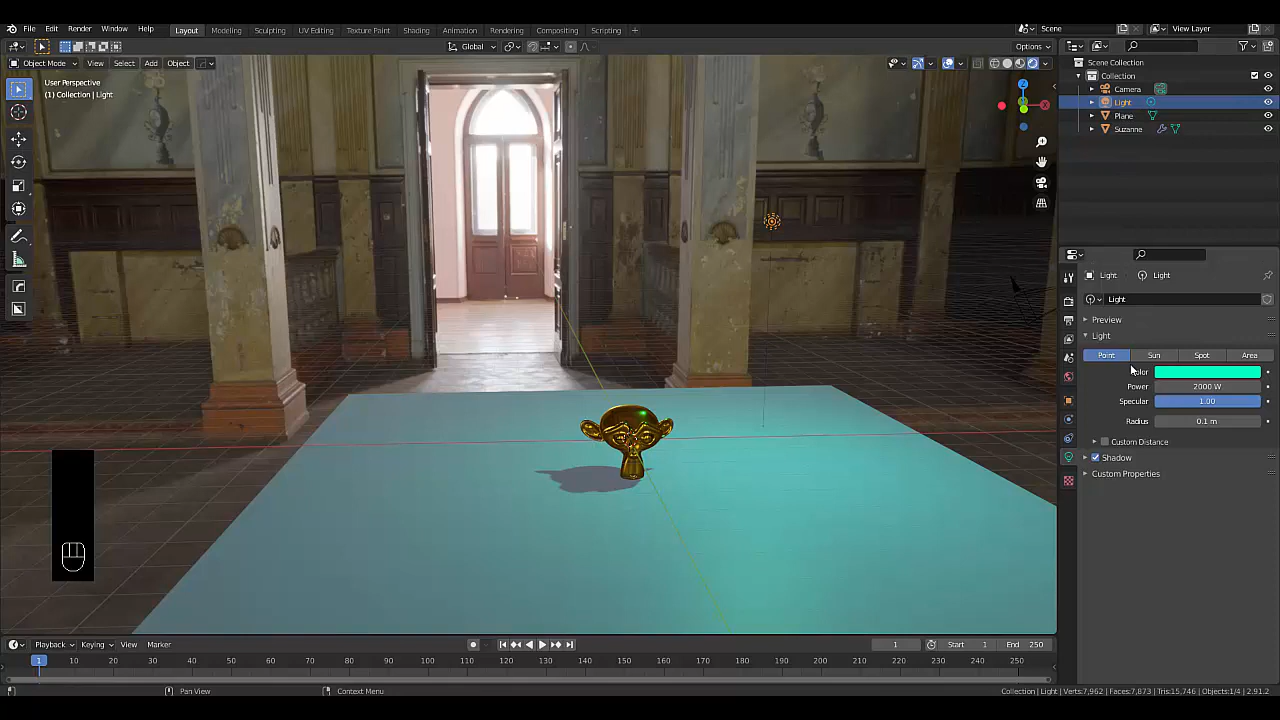 File Edit Render Window Help Layout Modeling Sculpting UV Editing Texture Paint Shading Animation Rendering Compositing Scripting + Scene View Layer
Global Options
Object Mode View Select Add Object
User Perspective
(1) Collection | Light
Scene Collection
Collection
Camera
Light
Plane
Suzanne
Light Light
Light
Preview
Light
Point Sun Spot Area
Color
Power 2000 W
Specular 1.00
Radius 0.1 m
Custom Distance
Shadow
Custom Properties
Playback Keying View Marker 1 Start 1 End 250
1 10 20 30 40 50 60 70 80 90 100 110 120 130 140 150 160 170 180 190 200 210 220 230 240 250
Pan View Context Menu Collection | Light | Verts:7,962 | Faces:7,873 | Tris:15,746 | Objects:1/4 | 2.91.2